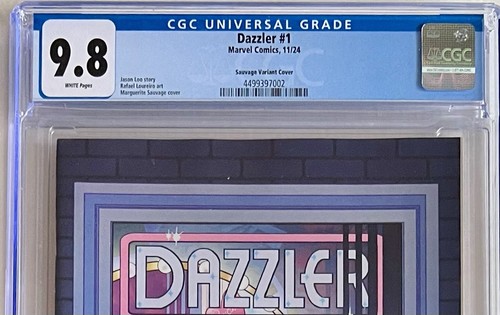 CGC UNIVERSAL GRADE
9.8
WHITE Pages
Dazzler #1
Marvel Comics, 11/24
Sauvage Variant Cover
4499397002
Jason Loo story
Rafael Loureiro art
Marguerite Sauvage cover
CGC
DAZZLER